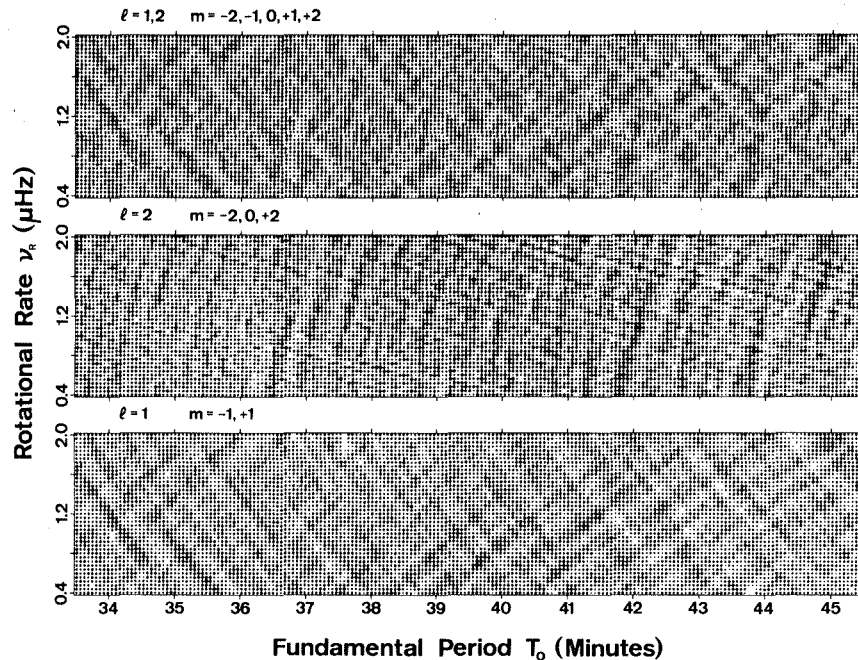 ℓ = 1,2 m = -2,-1,0,+1,+2
2.0
1.2
0.4
ℓ = 2 m = -2, 0, +2
2.0
1.2
0.4
ℓ = 1 m = -1, +1
2.0
1.2
0.4
Rotational Rate ν_R (μHz)
34 35 36 37 38 39 40 41 42 43 44 45
Fundamental Period T_0 (Minutes)